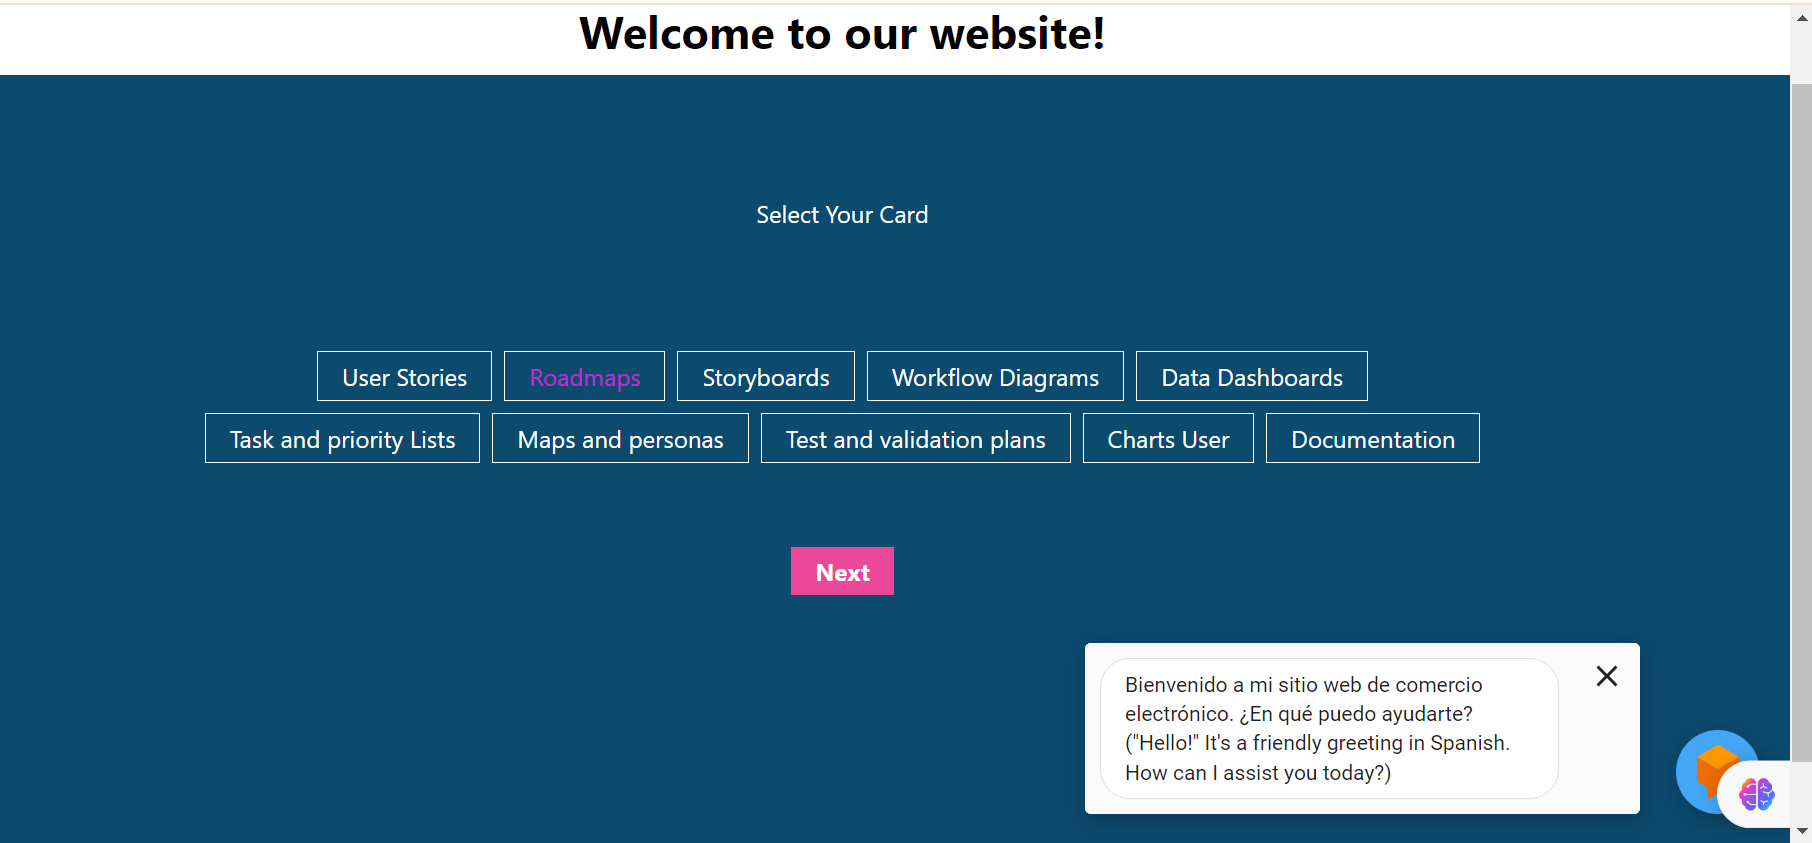 Welcome to our website!
Select Your Card
User Stories
Roadmaps
Storyboards
Workflow Diagrams
Data Dashboards
Task and priority Lists
Maps and personas
Test and validation plans
Charts User
Documentation
Next
Bienvenido a mi sitio web de comercio
electrónico. ¿En qué puedo ayudarte?
("Hello!" It's a friendly greeting in Spanish.
How can I assist you today?)